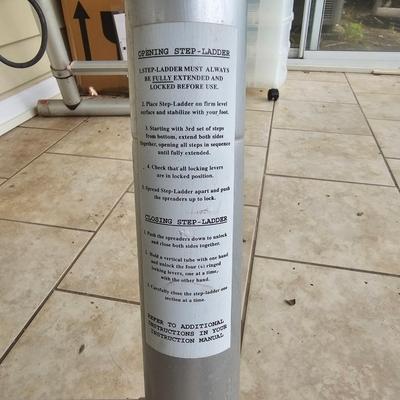 OPENING STEP-LADDER
1.STEP-LADDER MUST ALWAYS
BE FULLY EXTENDED AND
LOCKED BEFORE USE.
2. Place Step-Ladder on firm level
surface and stabilize with your foot.
3. Starting with 3rd set of steps
from bottom, extend both sides
together, opening all steps in sequence
until fully extended.
4. Check that all locking levers
are in locked position.
5. Spread Step-Ladder apart and push
the spreaders up to lock.
CLOSING STEP-LADDER
1. Push the spreaders down to unlock
and close both sides together.
2. Hold a vertical tube with one hand
and unlock the four (4) ringed
locking levers, one at a time,
with the other hand.
3. Carefully close the step-ladder one
section at a time.
REFER TO ADDITIONAL
INSTRUCTIONS IN YOUR
INSTRUCTION MANUAL